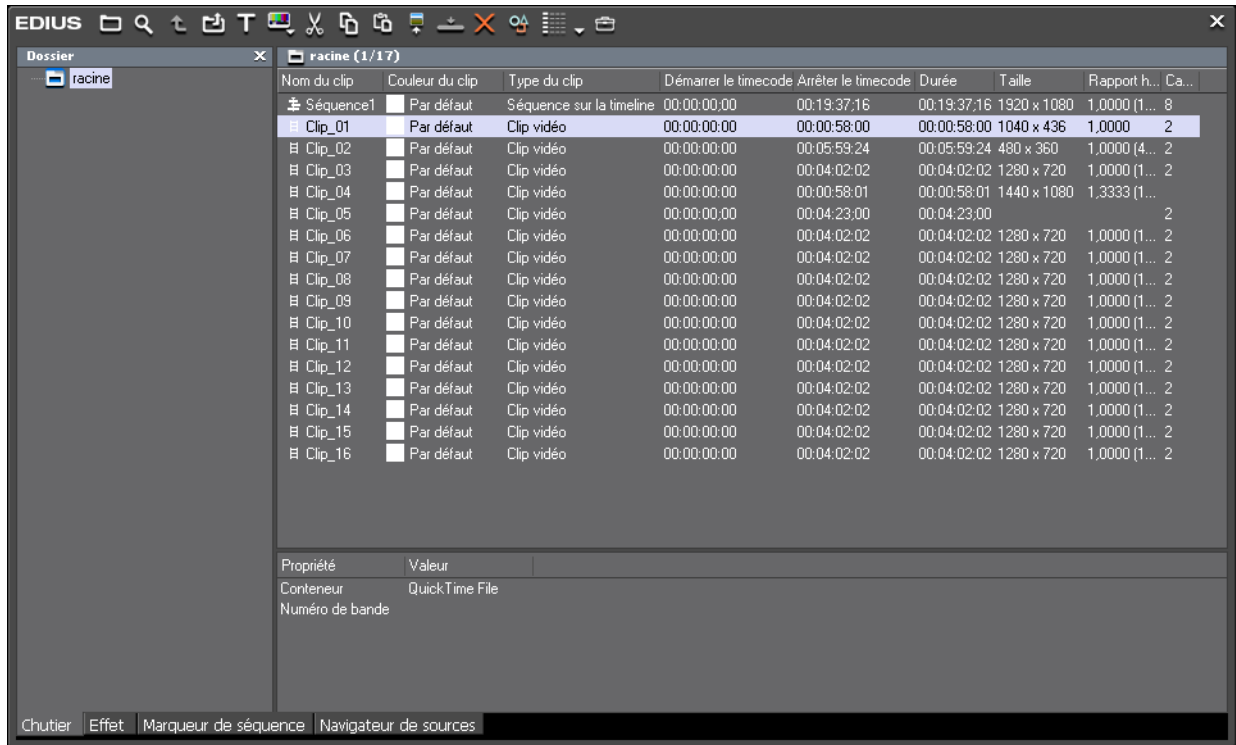 EDIUS
Dossier
racine
racine (1/17)
Nom du clip Couleur du clip Type du clip Démarrer le timecode Arrêter le timecode Durée Taille Rapport h... Ca...
Séquence1 Par défaut Séquence sur la timeline 00:00:00;00 00:19:37;16 00:19:37;16 1920 x 1080 1,0000 (1... 8
Clip_01 Par défaut Clip vidéo 00:00:00:00 00:00:58:00 00:00:58:00 1040 x 436 1,0000 2
Clip_02 Par défaut Clip vidéo 00:00:00:00 00:05:59:24 00:05:59:24 480 x 360 1,0000 (4... 2
Clip_03 Par défaut Clip vidéo 00:00:00:00 00:04:02:02 00:04:02:02 1280 x 720 1,0000 (1... 2
Clip_04 Par défaut Clip vidéo 00:00:00:00 00:00:58:01 00:00:58:01 1440 x 1080 1,3333 (1...
Clip_05 Par défaut Clip vidéo 00:00:00;00 00:04:23;00 00:04:23;00 2
Clip_06 Par défaut Clip vidéo 00:00:00:00 00:04:02:02 00:04:02:02 1280 x 720 1,0000 (1... 2
Clip_07 Par défaut Clip vidéo 00:00:00:00 00:04:02:02 00:04:02:02 1280 x 720 1,0000 (1... 2
Clip_08 Par défaut Clip vidéo 00:00:00:00 00:04:02:02 00:04:02:02 1280 x 720 1,0000 (1... 2
Clip_09 Par défaut Clip vidéo 00:00:00:00 00:04:02:02 00:04:02:02 1280 x 720 1,0000 (1... 2
Clip_10 Par défaut Clip vidéo 00:00:00:00 00:04:02:02 00:04:02:02 1280 x 720 1,0000 (1... 2
Clip_11 Par défaut Clip vidéo 00:00:00:00 00:04:02:02 00:04:02:02 1280 x 720 1,0000 (1... 2
Clip_12 Par défaut Clip vidéo 00:00:00:00 00:04:02:02 00:04:02:02 1280 x 720 1,0000 (1... 2
Clip_13 Par défaut Clip vidéo 00:00:00:00 00:04:02:02 00:04:02:02 1280 x 720 1,0000 (1... 2
Clip_14 Par défaut Clip vidéo 00:00:00:00 00:04:02:02 00:04:02:02 1280 x 720 1,0000 (1... 2
Clip_15 Par défaut Clip vidéo 00:00:00:00 00:04:02:02 00:04:02:02 1280 x 720 1,0000 (1... 2
Clip_16 Par défaut Clip vidéo 00:00:00:00 00:04:02:02 00:04:02:02 1280 x 720 1,0000 (1... 2
Propriété Valeur
Conteneur QuickTime File
Numéro de bande
Chutier Effet Marqueur de séquence Navigateur de sources